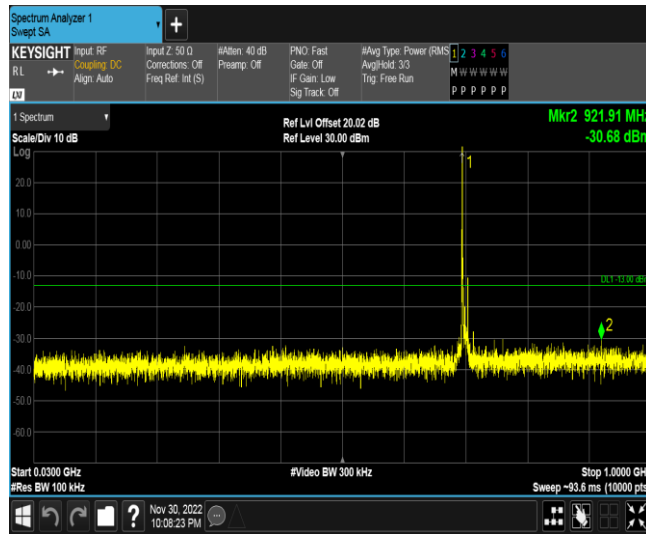 Spectrum Analyzer 1
Swept SA
KEYSIGHT Input: RF Input Z: 50 Ω #Atten: 40 dB PNO: Fast #Avg Type: Power (RMS 1 2 3 4 5 6
RL Coupling: DC Corrections: Off Preamp: Off Gate: Off Avg|Hold: 3/3 M W W W W W
Align: Auto Freq Ref: Int (S) IF Gain: Low Trig: Free Run
LXI Sig Track: Off P P P P P P
1 Spectrum Ref Lvl Offset 20.02 dB Mkr2 921.91 MHz
Scale/Div 10 dB Ref Level 30.00 dBm -30.68 dBm
Log
1
20.0
10.0
0.00
-10.0
DL1 -13.00 dBm
-20.0
2
-30.0
-40.0
-50.0
-60.0
Start 0.0300 GHz #Video BW 300 kHz Stop 1.0000 GHz
#Res BW 100 kHz Sweep ~93.6 ms (10000 pts
? Nov 30, 2022
10:08:23 PM